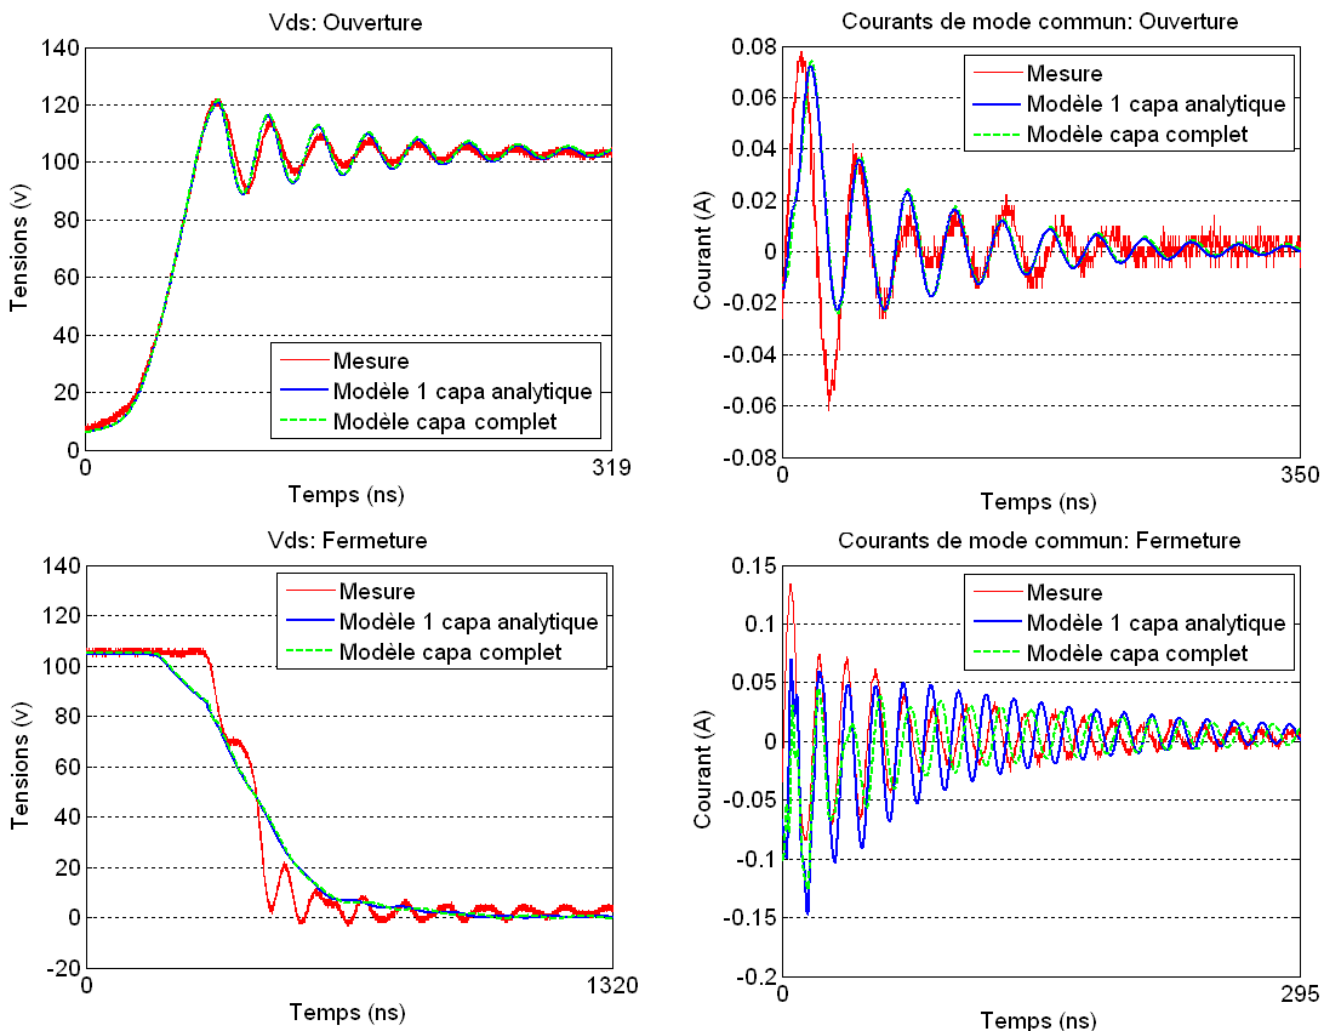 Vds: Ouverture
140
120
100
80
60
40
20
0
Tensions (v)
Mesure
Modèle 1 capa analytique
Modèle capa complet
0
319
Temps (ns)
Courants de mode commun: Ouverture
0.08
0.06
0.04
0.02
0
-0.02
-0.04
-0.06
-0.08
Courant (A)
Mesure
Modèle 1 capa analytique
Modèle capa complet
0
350
Temps (ns)
Vds: Fermeture
140
120
100
80
60
40
20
0
-20
Tensions (v)
Mesure
Modèle 1 capa analytique
Modèle capa complet
0
1320
Temps (ns)
Courants de mode commun: Fermeture
0.15
0.1
0.05
0
-0.05
-0.1
-0.15
-0.2
Courant (A)
Mesure
Modèle 1 capa analytique
Modèle capa complet
0
295
Temps (ns)